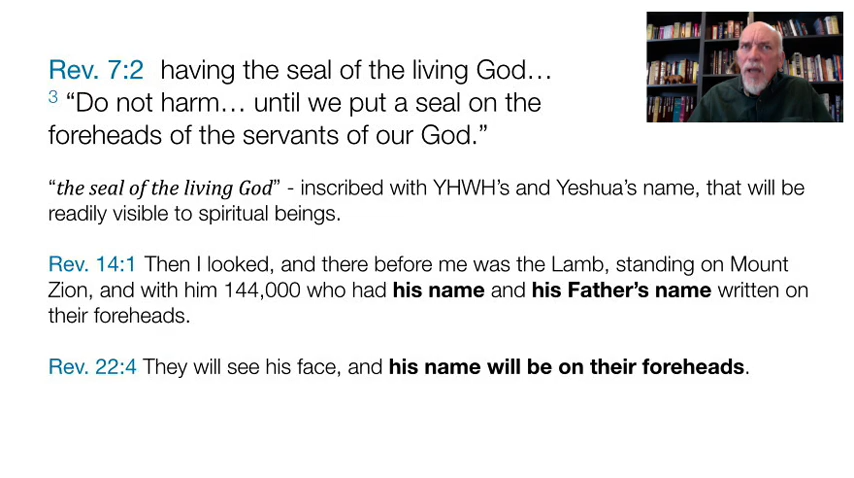 Rev. 7:2 having the seal of the living God…
3 “Do not harm… until we put a seal on the
foreheads of the servants of our God.”
“the seal of the living God” - inscribed with YHWH’s and Yeshua’s name, that will be
readily visible to spiritual beings.
Rev. 14:1 Then I looked, and there before me was the Lamb, standing on Mount
Zion, and with him 144,000 who had his name and his Father’s name written on
their foreheads.
Rev. 22:4 They will see his face, and his name will be on their foreheads.